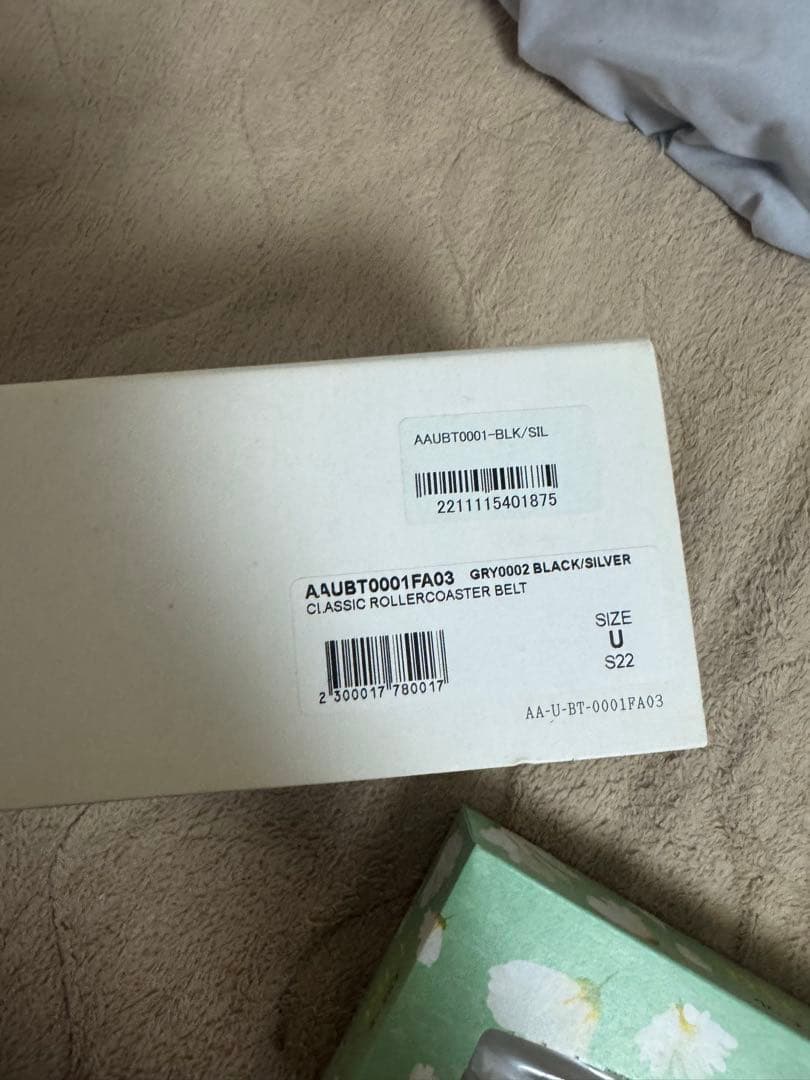 AAUBT0001-BLK/SIL
2211115401875
AAUBT0001FA03 GRY0002 BLACK/SILVER
CLASSIC ROLLERCOASTER BELT
SIZE
U
S22
2 300017 780017
AA-U-BT-0001FA03